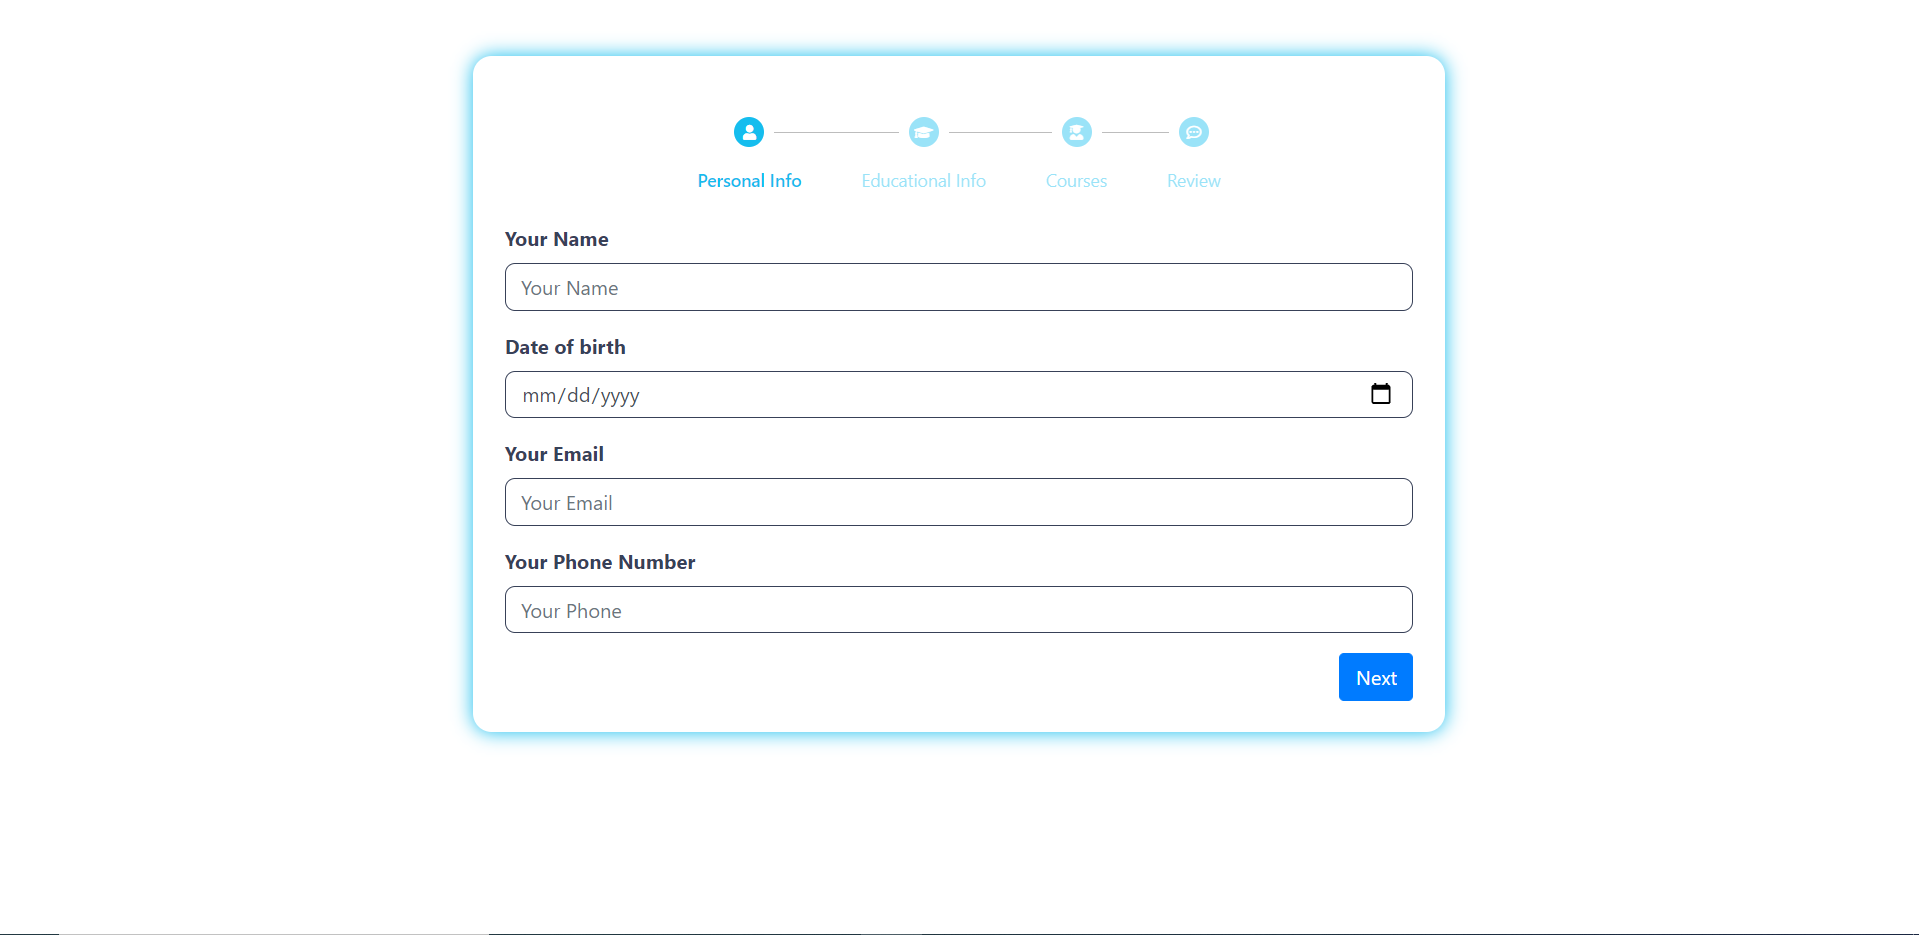 Personal Info Educational Info Courses Review
Your Name
Your Name
Date of birth
mm/dd/yyyy
Your Email
Your Email
Your Phone Number
Your Phone
Next